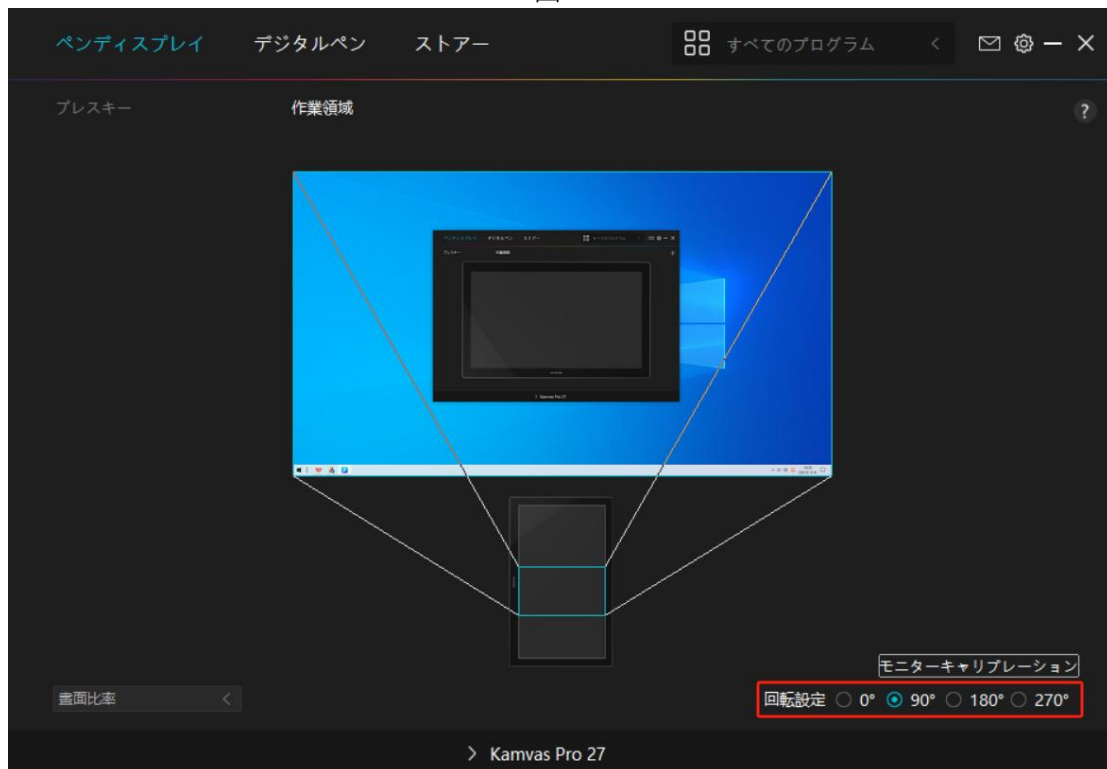 ペンディスプレイ デジタルペン ストアー すべてのプログラム
プレスキー 作業領域 ?
モニターキャリブレーション
畫面比率 回転設定 0° 90° 180° 270°
Kamvas Pro 27